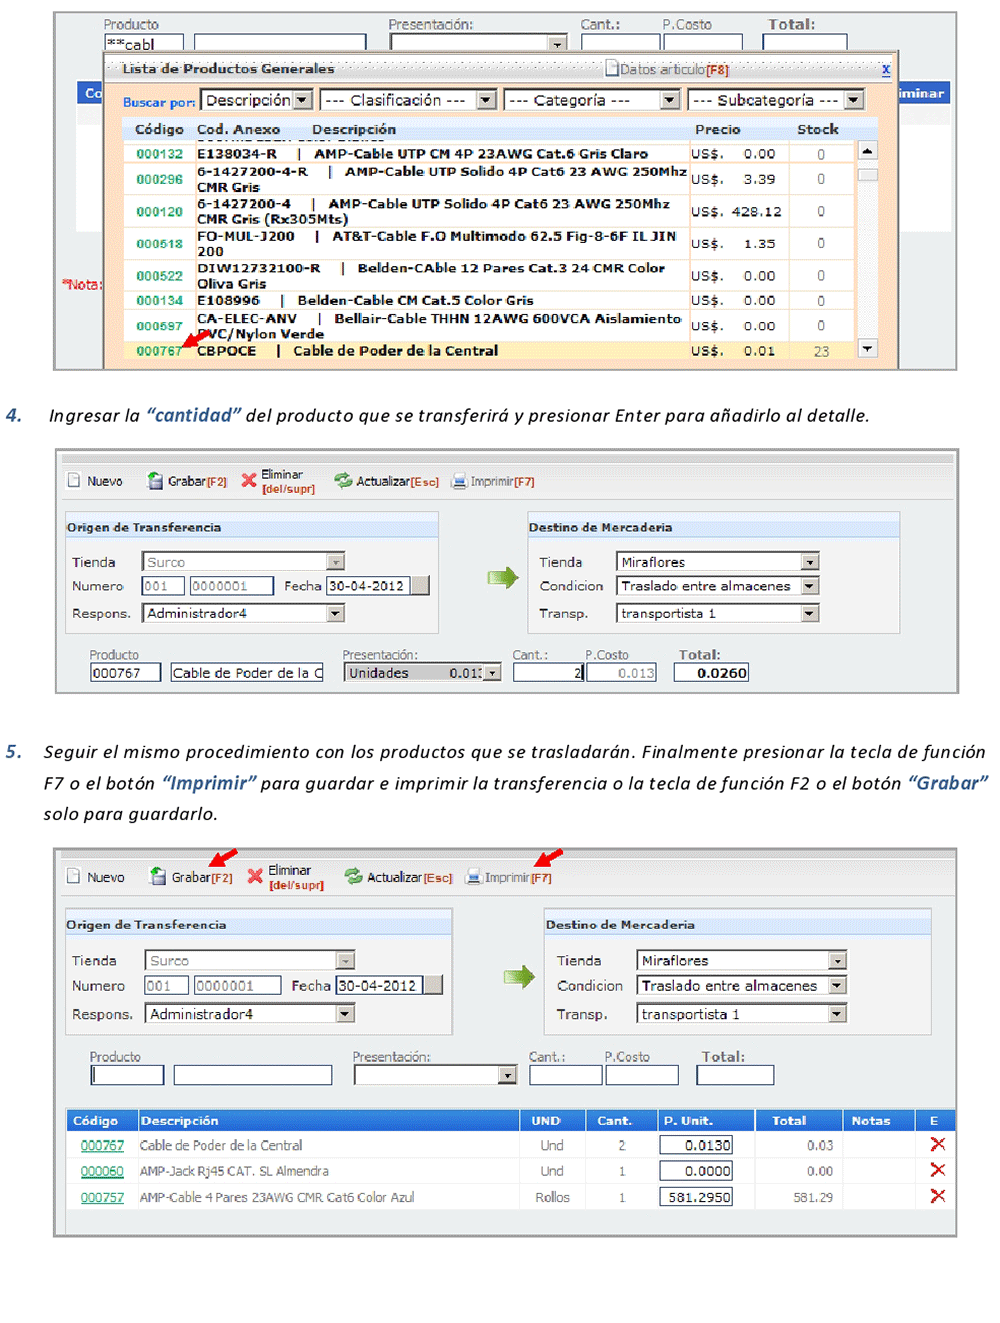 Producto Presentación: Cant.: P.Costo Total:
**cabl
Lista de Productos Generales Datos articulo[F8] x
Co iminar
Buscar por: Descripción --- Clasificación --- --- Categoría --- --- Subcategoría ---
Código Cod. Anexo Descripción Precio Stock
000132 E138034-R | AMP-Cable UTP CM 4P 23AWG Cat.6 Gris Claro US$. 0.00 0
000296 6-1427200-4-R | AMP-Cable UTP Solido 4P Cat6 23 AWG 250Mhz US$. 3.39 0
CMR Gris
000120 6-1427200-4 | AMP-Cable UTP Solido 4P Cat6 23 AWG 250Mhz US$. 428.12 0
CMR Gris (Rx305Mts)
000518 FO-MUL-J200 | AT&T-Cable F.O Multimodo 62.5 Fig-8-6F IL JIN US$. 1.35 0
200
000522 DIW12732100-R | Belden-CAble 12 Pares Cat.3 24 CMR Color US$. 0.00 0
Oliva Gris
*Nota:
000134 E108996 | Belden-Cable CM Cat.5 Color Gris US$. 0.00 0
000597 CA-ELEC-ANV | Bellair-Cable THHN 12AWG 600VCA Aislamiento US$. 0.00 0
PVC/Nylon Verde
000767 CBPOCE | Cable de Poder de la Central US$. 0.01 23
4. Ingresar la “cantidad” del producto que se transferirá y presionar Enter para añadirlo al detalle.
Nuevo Grabar[F2] Eliminar [del/supr] Actualizar[Esc] Imprimir[F7]
Origen de Transferencia Destino de Mercaderia
Tienda Surco Tienda Miraflores
Numero 001 0000001 Fecha 30-04-2012 Condicion Traslado entre almacenes
Respons. Administrador4 Transp. transportista 1
Producto Presentación: Cant.: P.Costo Total:
000767 Cable de Poder de la C Unidades 0.013 2 0.013 0.0260
5. Seguir el mismo procedimiento con los productos que se trasladarán. Finalmente presionar la tecla de función
F7 o el botón “Imprimir” para guardar e imprimir la transferencia o la tecla de función F2 o el botón “Grabar”
solo para guardarlo.
Nuevo Grabar[F2] Eliminar [del/supr] Actualizar[Esc] Imprimir[F7]
Origen de Transferencia Destino de Mercaderia
Tienda Surco Tienda Miraflores
Numero 001 0000001 Fecha 30-04-2012 Condicion Traslado entre almacenes
Respons. Administrador4 Transp. transportista 1
Producto Presentación: Cant.: P.Costo Total:
Código Descripción UND Cant. P. Unit. Total Notas E
000767 Cable de Poder de la Central Und 2 0.0130 0.03
000060 AMP-Jack Rj45 CAT. SL Almendra Und 1 0.0000 0.00
000757 AMP-Cable 4 Pares 23AWG CMR Cat6 Color Azul Rollos 1 581.2950 581.29